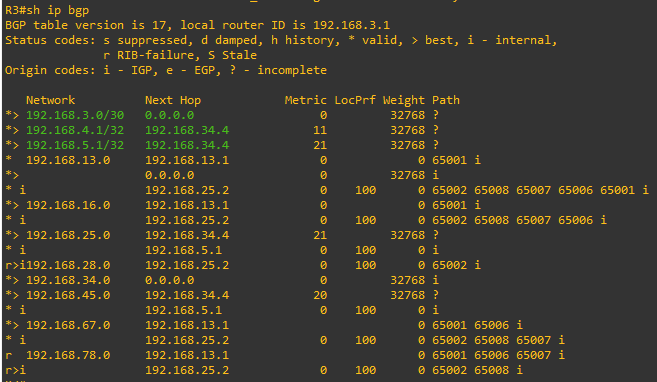 R3#sh ip bgp
BGP table version is 17, local router ID is 192.168.3.1
Status codes: s suppressed, d damped, h history, * valid, > best, i - internal,
              r RIB-failure, S Stale
Origin codes: i - IGP, e - EGP, ? - incomplete

   Network          Next Hop            Metric LocPrf Weight Path
*> 192.168.3.0/30   0.0.0.0                  0         32768 ?
*> 192.168.4.1/32   192.168.34.4            11         32768 ?
*> 192.168.5.1/32   192.168.34.4            21         32768 ?
*  192.168.13.0     192.168.13.1             0             0 65001 i
*>                  0.0.0.0                  0         32768 i
* i                 192.168.25.2             0    100      0 65002 65008 65007 65006 65001 i
*> 192.168.16.0     192.168.13.1             0             0 65001 i
* i                 192.168.25.2             0    100      0 65002 65008 65007 65006 i
*> 192.168.25.0     192.168.34.4            21         32768 ?
* i                 192.168.5.1              0    100      0 i
r>i192.168.28.0     192.168.25.2             0    100      0 65002 i
*> 192.168.34.0     0.0.0.0                  0         32768 i
*> 192.168.45.0     192.168.34.4            20         32768 ?
* i                 192.168.5.1              0    100      0 i
*> 192.168.67.0     192.168.13.1                           0 65001 65006 i
* i                 192.168.25.2             0    100      0 65002 65008 65007 i
r  192.168.78.0     192.168.13.1                           0 65001 65006 65007 i
r>i                 192.168.25.2             0    100      0 65002 65008 i